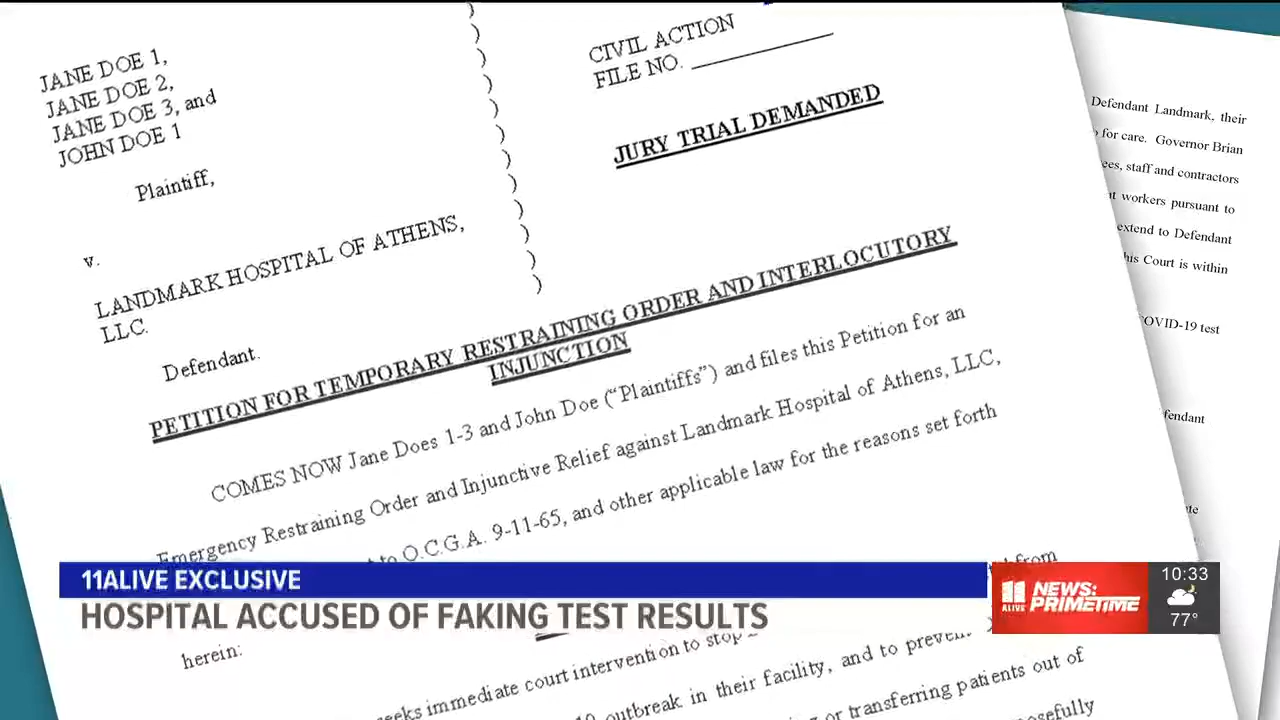 JANE DOE 1,
JANE DOE 2,
JANE DOE 3, and
JOHN DOE 1
Plaintiff,
v.
LANDMARK HOSPITAL OF ATHENS,
LLC.
Defendant.
)
)
)
)
)
)
)
)
)
)
)
)
CIVIL ACTION
FILE NO.
JURY TRIAL DEMANDED
PETITION FOR TEMPORARY RESTRAINING ORDER AND INTERLOCUTORY
INJUNCTION
COMES NOW Jane Does 1-3 and John Doe (“Plaintiffs”) and files this Petition for an
Emergency Restraining Order and Injunctive Relief against Landmark Hospital of Athens, LLC,
to O.C.G.A. 9-11-65, and other applicable law for the reasons set forth
from
herein:
seeks immediate court intervention to stop
outbreak in their facility, and to prevent
or transferring patients out of
Defendant Landmark, their
for care. Governor Brian
staff and contractors
workers pursuant to
extend to Defendant
this Court is within
COVID-19 test
11ALIVE EXCLUSIVE
HOSPITAL ACCUSED OF FAKING TEST RESULTS
11 ALIVE
NEWS:
PRIMETIME
10:33
77°